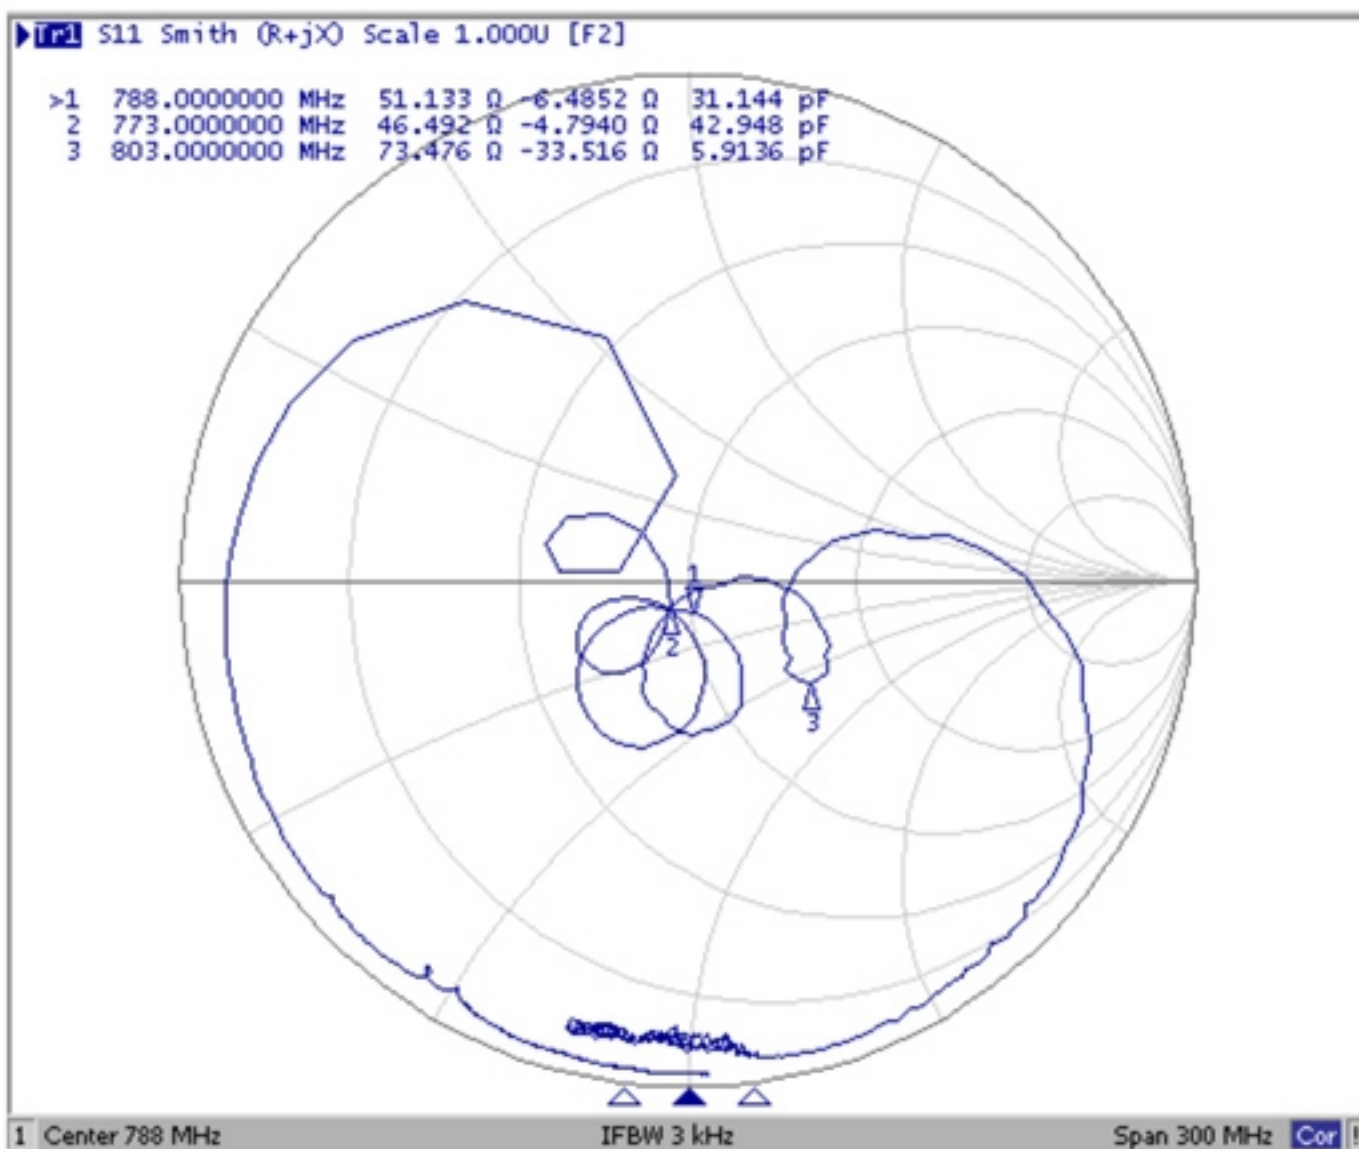 Tr1 S11 Smith (R+jX) Scale 1.000U [F2]
>1 788.0000000 MHz 51.133 Ω -6.4852 Ω 31.144 pF
2 773.0000000 MHz 46.492 Ω -4.7940 Ω 42.948 pF
3 803.0000000 MHz 73.476 Ω -33.516 Ω 5.9136 pF
1
2
3
1 Center 788 MHz IFBW 3 kHz Span 300 MHz Cor !